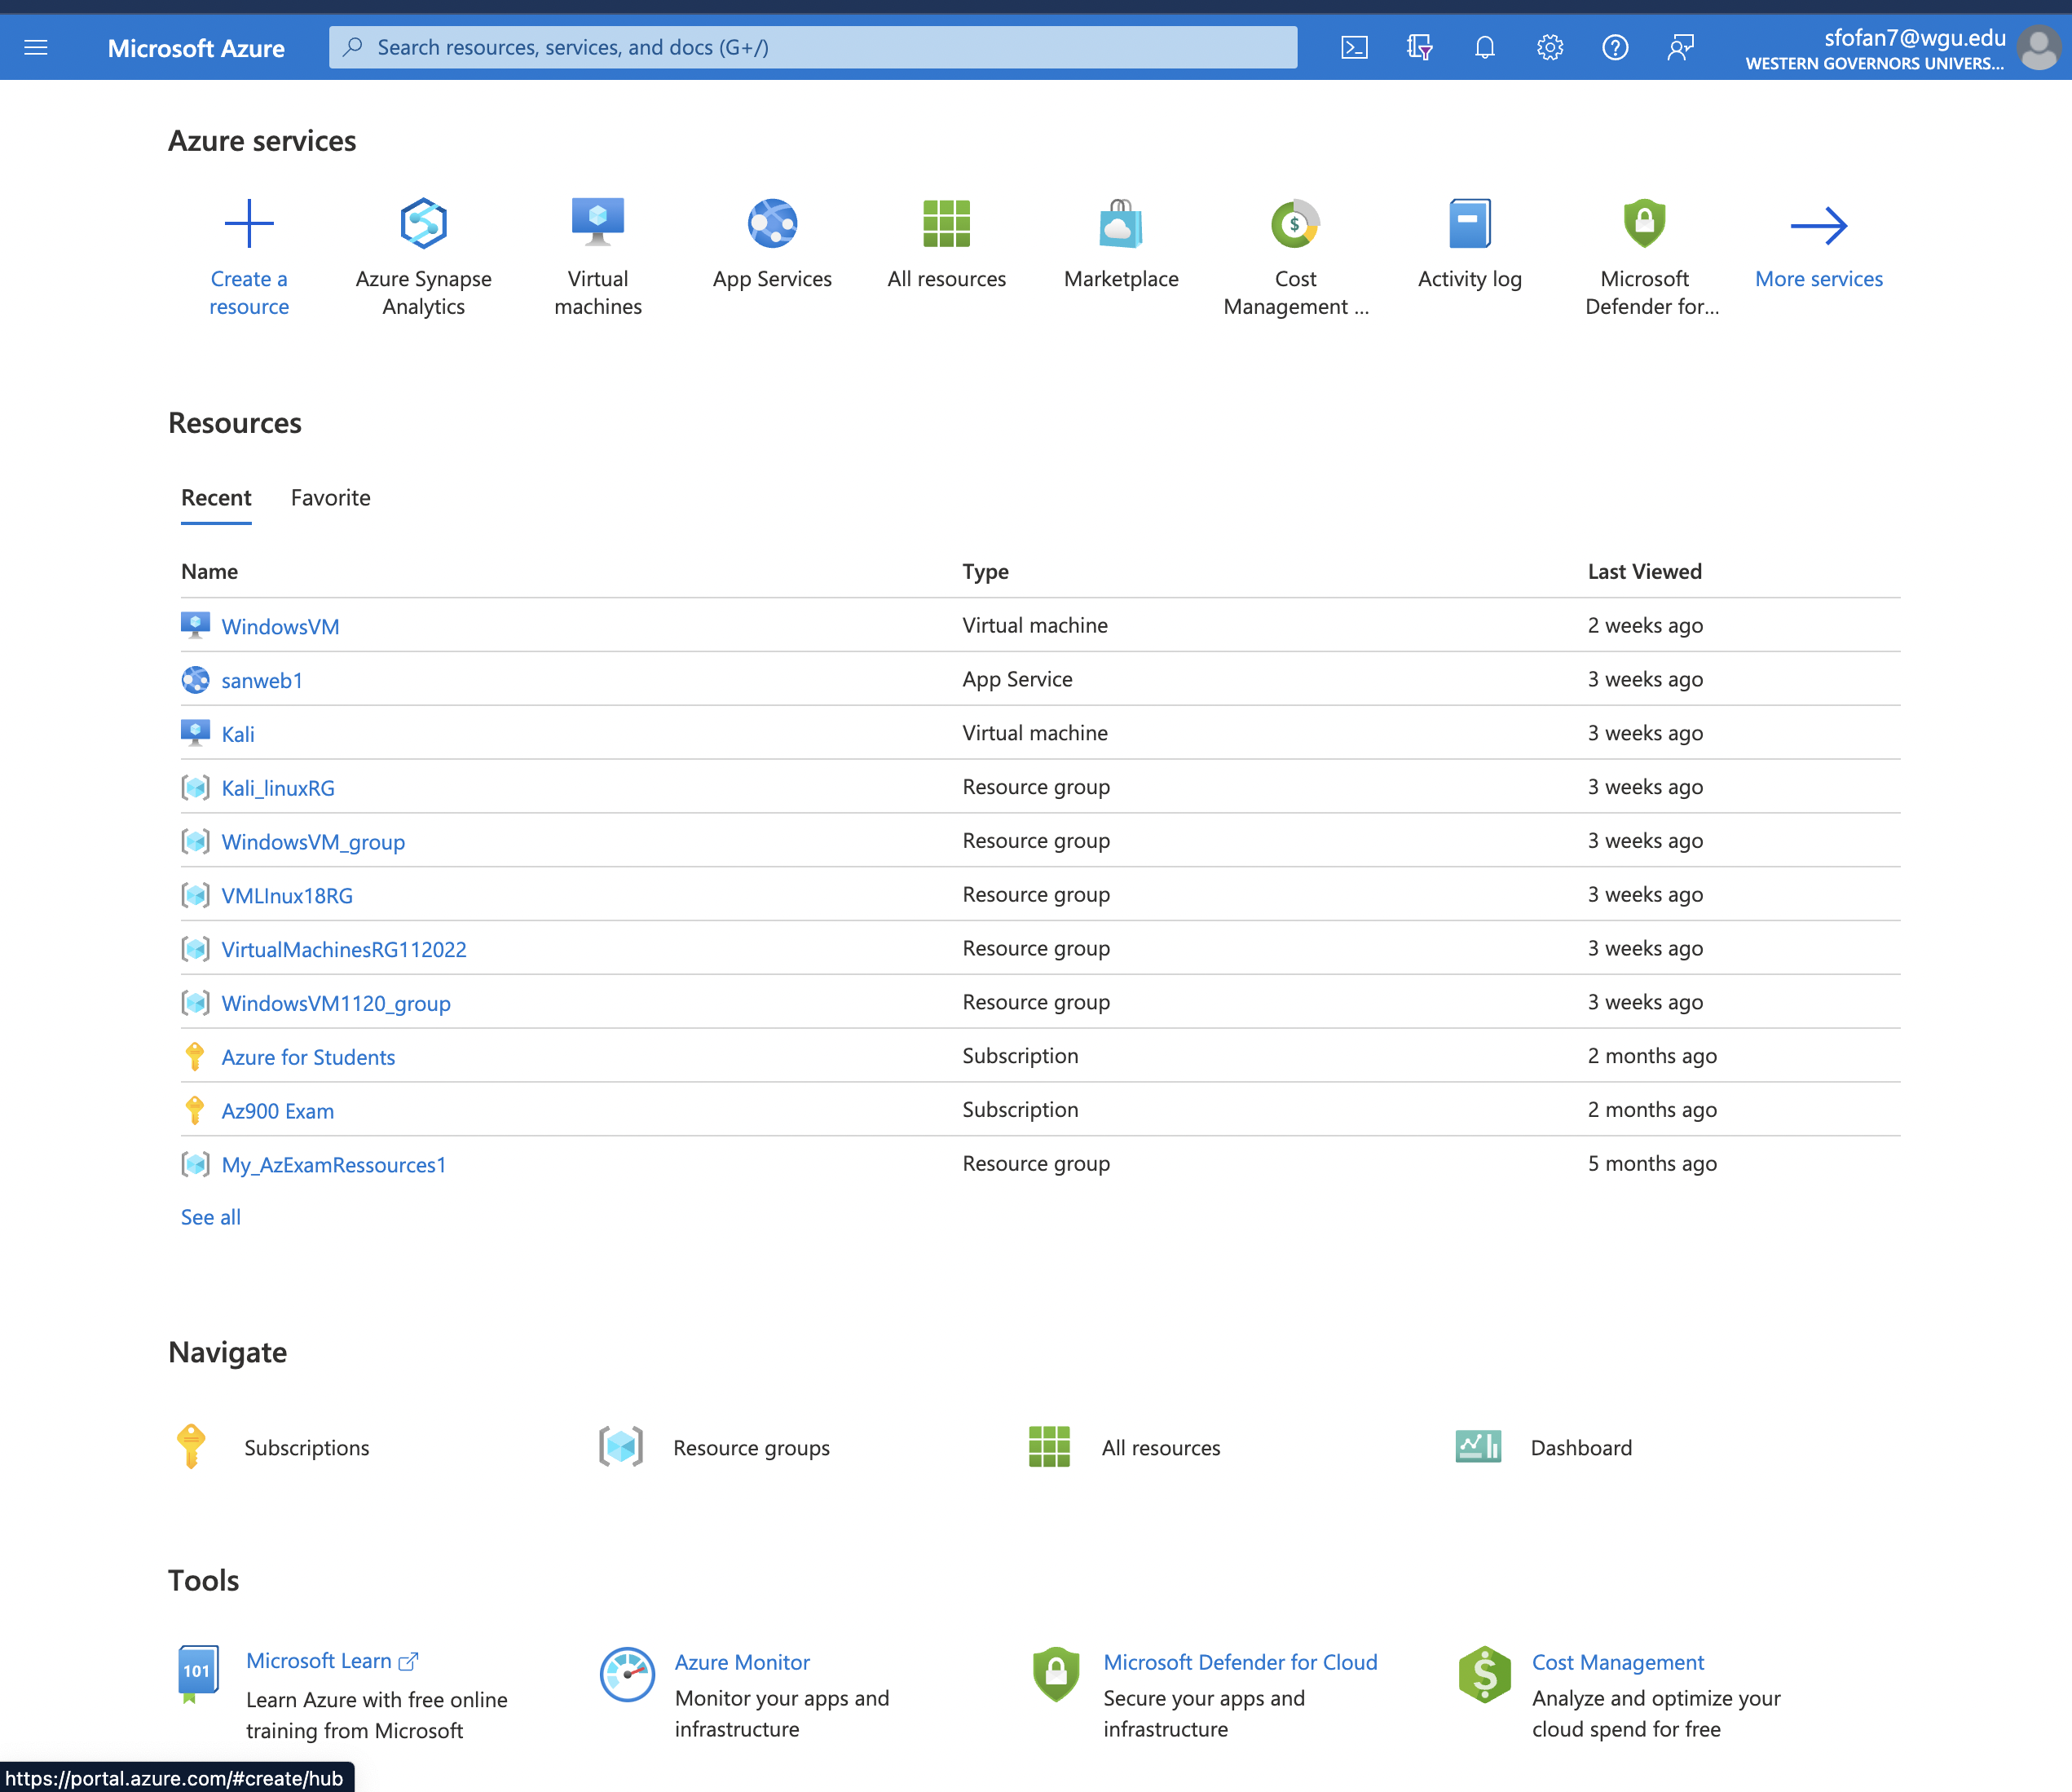 Microsoft Azure
Search resources, services, and docs (G+/)
sfofan7@wgu.edu
WESTERN GOVERNORS UNIVERS...
Azure services
Create a resource
Azure Synapse Analytics
Virtual machines
App Services
All resources
Marketplace
Cost Management ...
Activity log
Microsoft Defender for...
More services
Resources
Recent Favorite
Name Type Last Viewed
WindowsVM Virtual machine 2 weeks ago
sanweb1 App Service 3 weeks ago
Kali Virtual machine 3 weeks ago
Kali_linuxRG Resource group 3 weeks ago
WindowsVM_group Resource group 3 weeks ago
VMLInux18RG Resource group 3 weeks ago
VirtualMachinesRG112022 Resource group 3 weeks ago
WindowsVM1120_group Resource group 3 weeks ago
Azure for Students Subscription 2 months ago
Az900 Exam Subscription 2 months ago
My_AzExamRessources1 Resource group 5 months ago
See all
Navigate
Subscriptions Resource groups All resources Dashboard
Tools
101
Microsoft Learn
Learn Azure with free online
training from Microsoft
Azure Monitor
Monitor your apps and
infrastructure
Microsoft Defender for Cloud
Secure your apps and
infrastructure
Cost Management
Analyze and optimize your
cloud spend for free
https://portal.azure.com/#create/hub